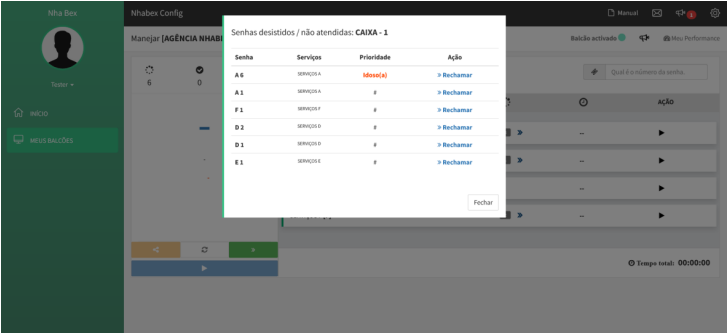 Nha Bex
Nhabex Config
Manual
Manejar [AGÊNCIA NHABE
Balcão activado
Meu Performance
Tester
INÍCIO
MEUS BALCÕES
6
0
Qual é o número da senha.
AÇÃO
Senhas desistidos / não atendidas: CAIXA - 1
Senha Serviços Prioridade Ação
A 6 SERVIÇOS A Idoso(a) » Rechamar
A 1 SERVIÇOS A # » Rechamar
F 1 SERVIÇOS F # » Rechamar
D 2 SERVIÇOS D # » Rechamar
D 1 SERVIÇOS D # » Rechamar
E 1 SERVIÇOS E # » Rechamar
Fechar
Tempo total: 00:00:00